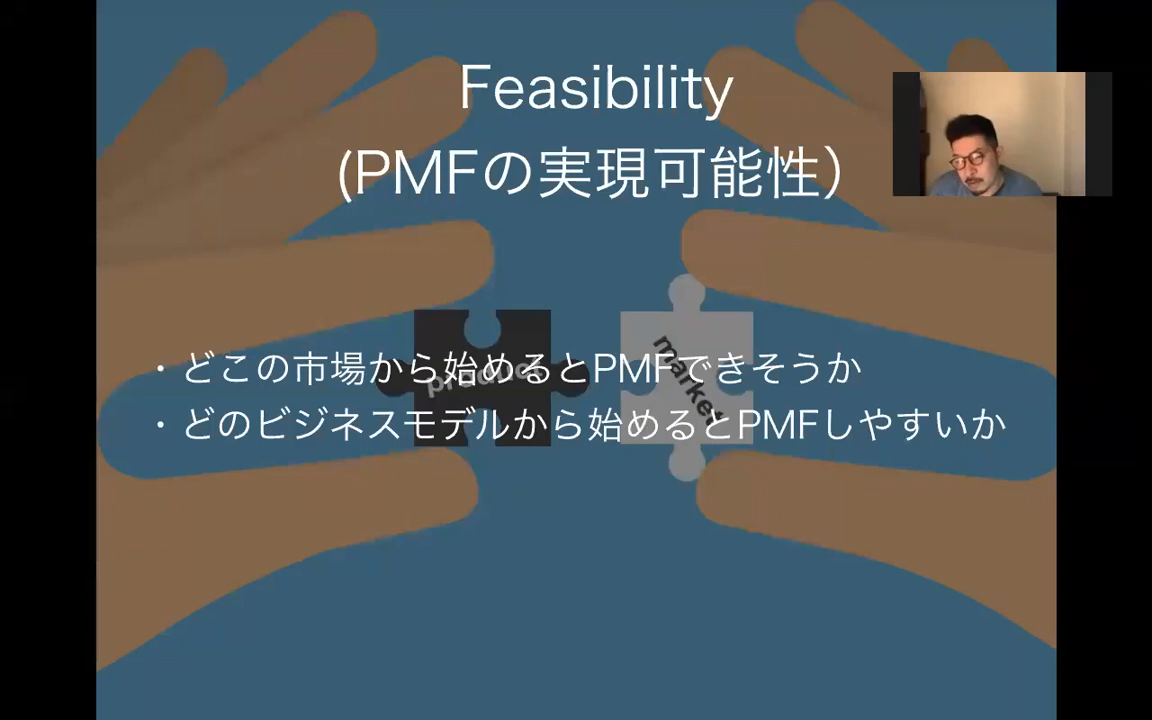 Feasibility
(PMFの実現可能性）
・どこの市場から始めるとPMFできそうか
・どのビジネスモデルから始めるとPMFしやすいか
product
market